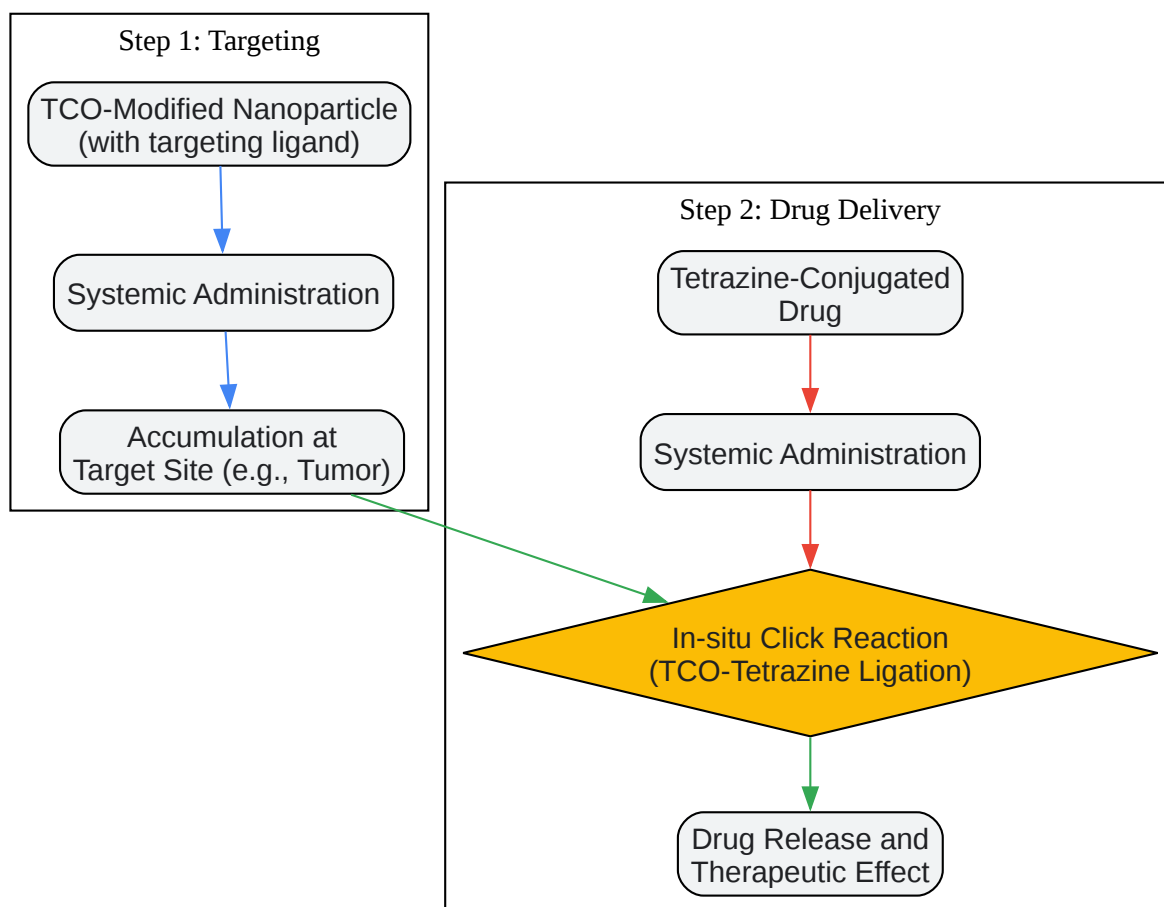 Step 1: Targeting
TCO-Modified Nanoparticle
(with targeting ligand)
Systemic Administration
Accumulation at
Target Site (e.g., Tumor)
Step 2: Drug Delivery
Tetrazine-Conjugated
Drug
Systemic Administration
In-situ Click Reaction
(TCO-Tetrazine Ligation)
Drug Release and
Therapeutic Effect